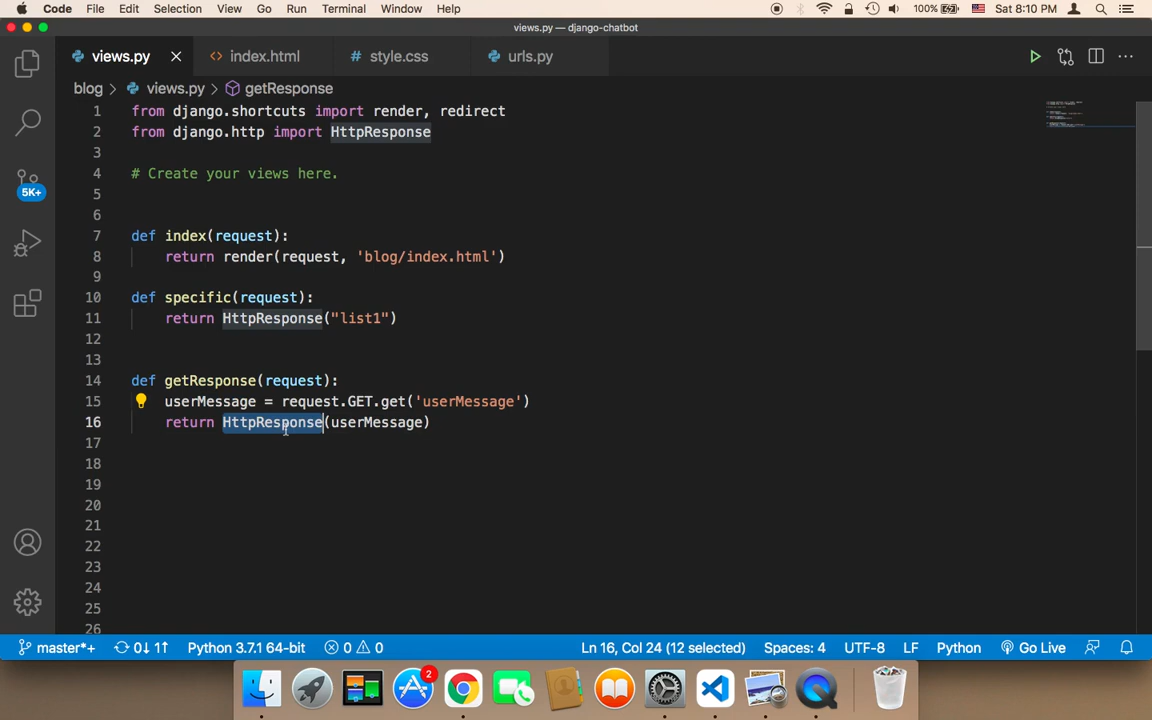 Code File Edit Selection View Go Run Terminal Window Help 100% Sat 8:10 PM
views.py — django-chatbot
views.py index.html style.css urls.py
blog > views.py > getResponse
1 from django.shortcuts import render, redirect
2 from django.http import HttpResponse
3
4 # Create your views here.
5
6
7 def index(request):
8 return render(request, 'blog/index.html')
9
10 def specific(request):
11 return HttpResponse("list1")
12
13
14 def getResponse(request):
15 userMessage = request.GET.get('userMessage')
16 return HttpResponse(userMessage)
17
18
19
20
21
22
23
24
25
26
5K+
master*+ 0↓ 1↑ Python 3.7.1 64-bit 0 0 Ln 16, Col 24 (12 selected) Spaces: 4 UTF-8 LF Python Go Live
2